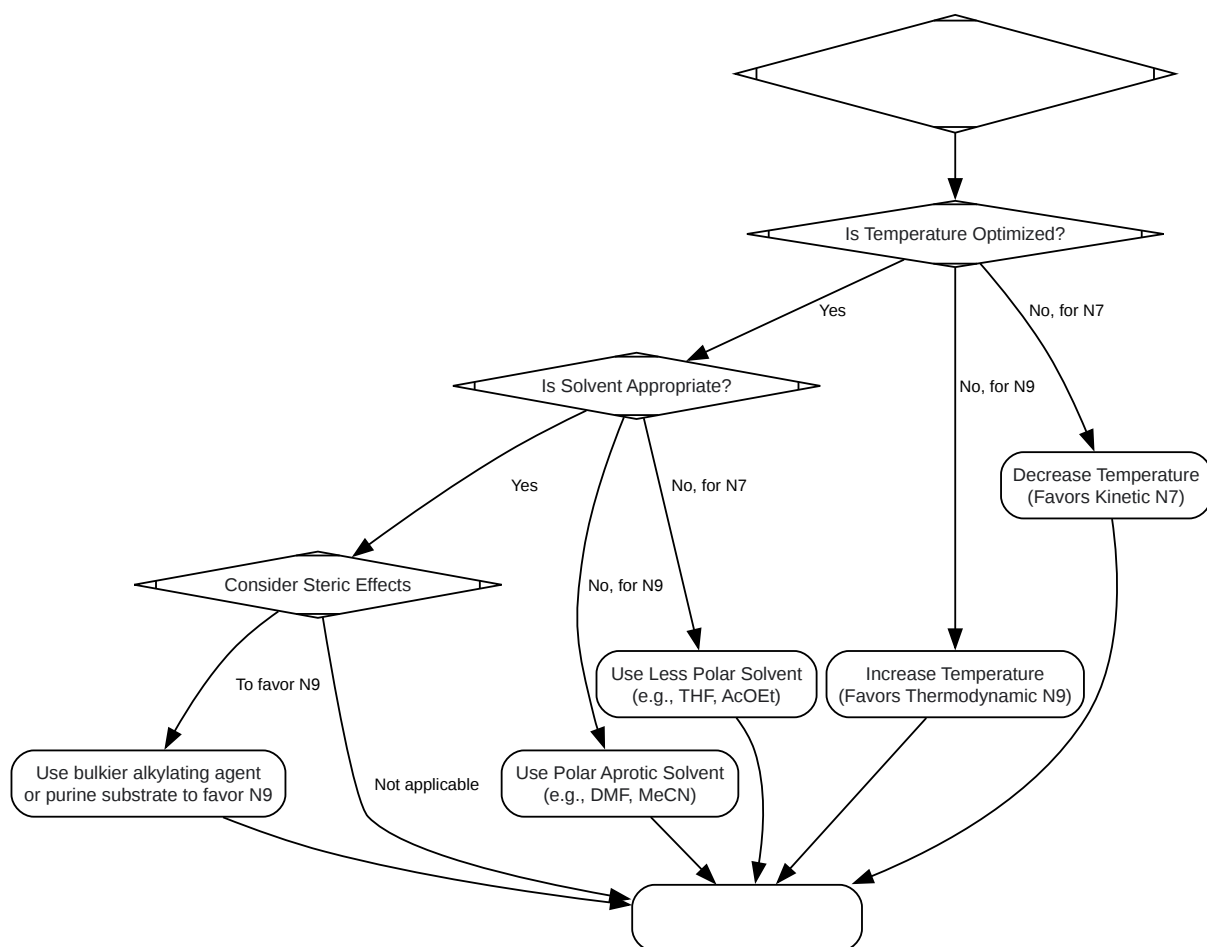 Is Temperature Optimized?
Yes
No, for N7
Is Solvent Appropriate?
No, for N9
Decrease Temperature
(Favors Kinetic N7)
Yes
No, for N7
Consider Steric Effects
No, for N9
Use Less Polar Solvent
(e.g., THF, AcOEt)
Increase Temperature
(Favors Thermodynamic N9)
To favor N9
Use bulkier alkylating agent
or purine substrate to favor N9
Not applicable
Use Polar Aprotic Solvent
(e.g., DMF, MeCN)